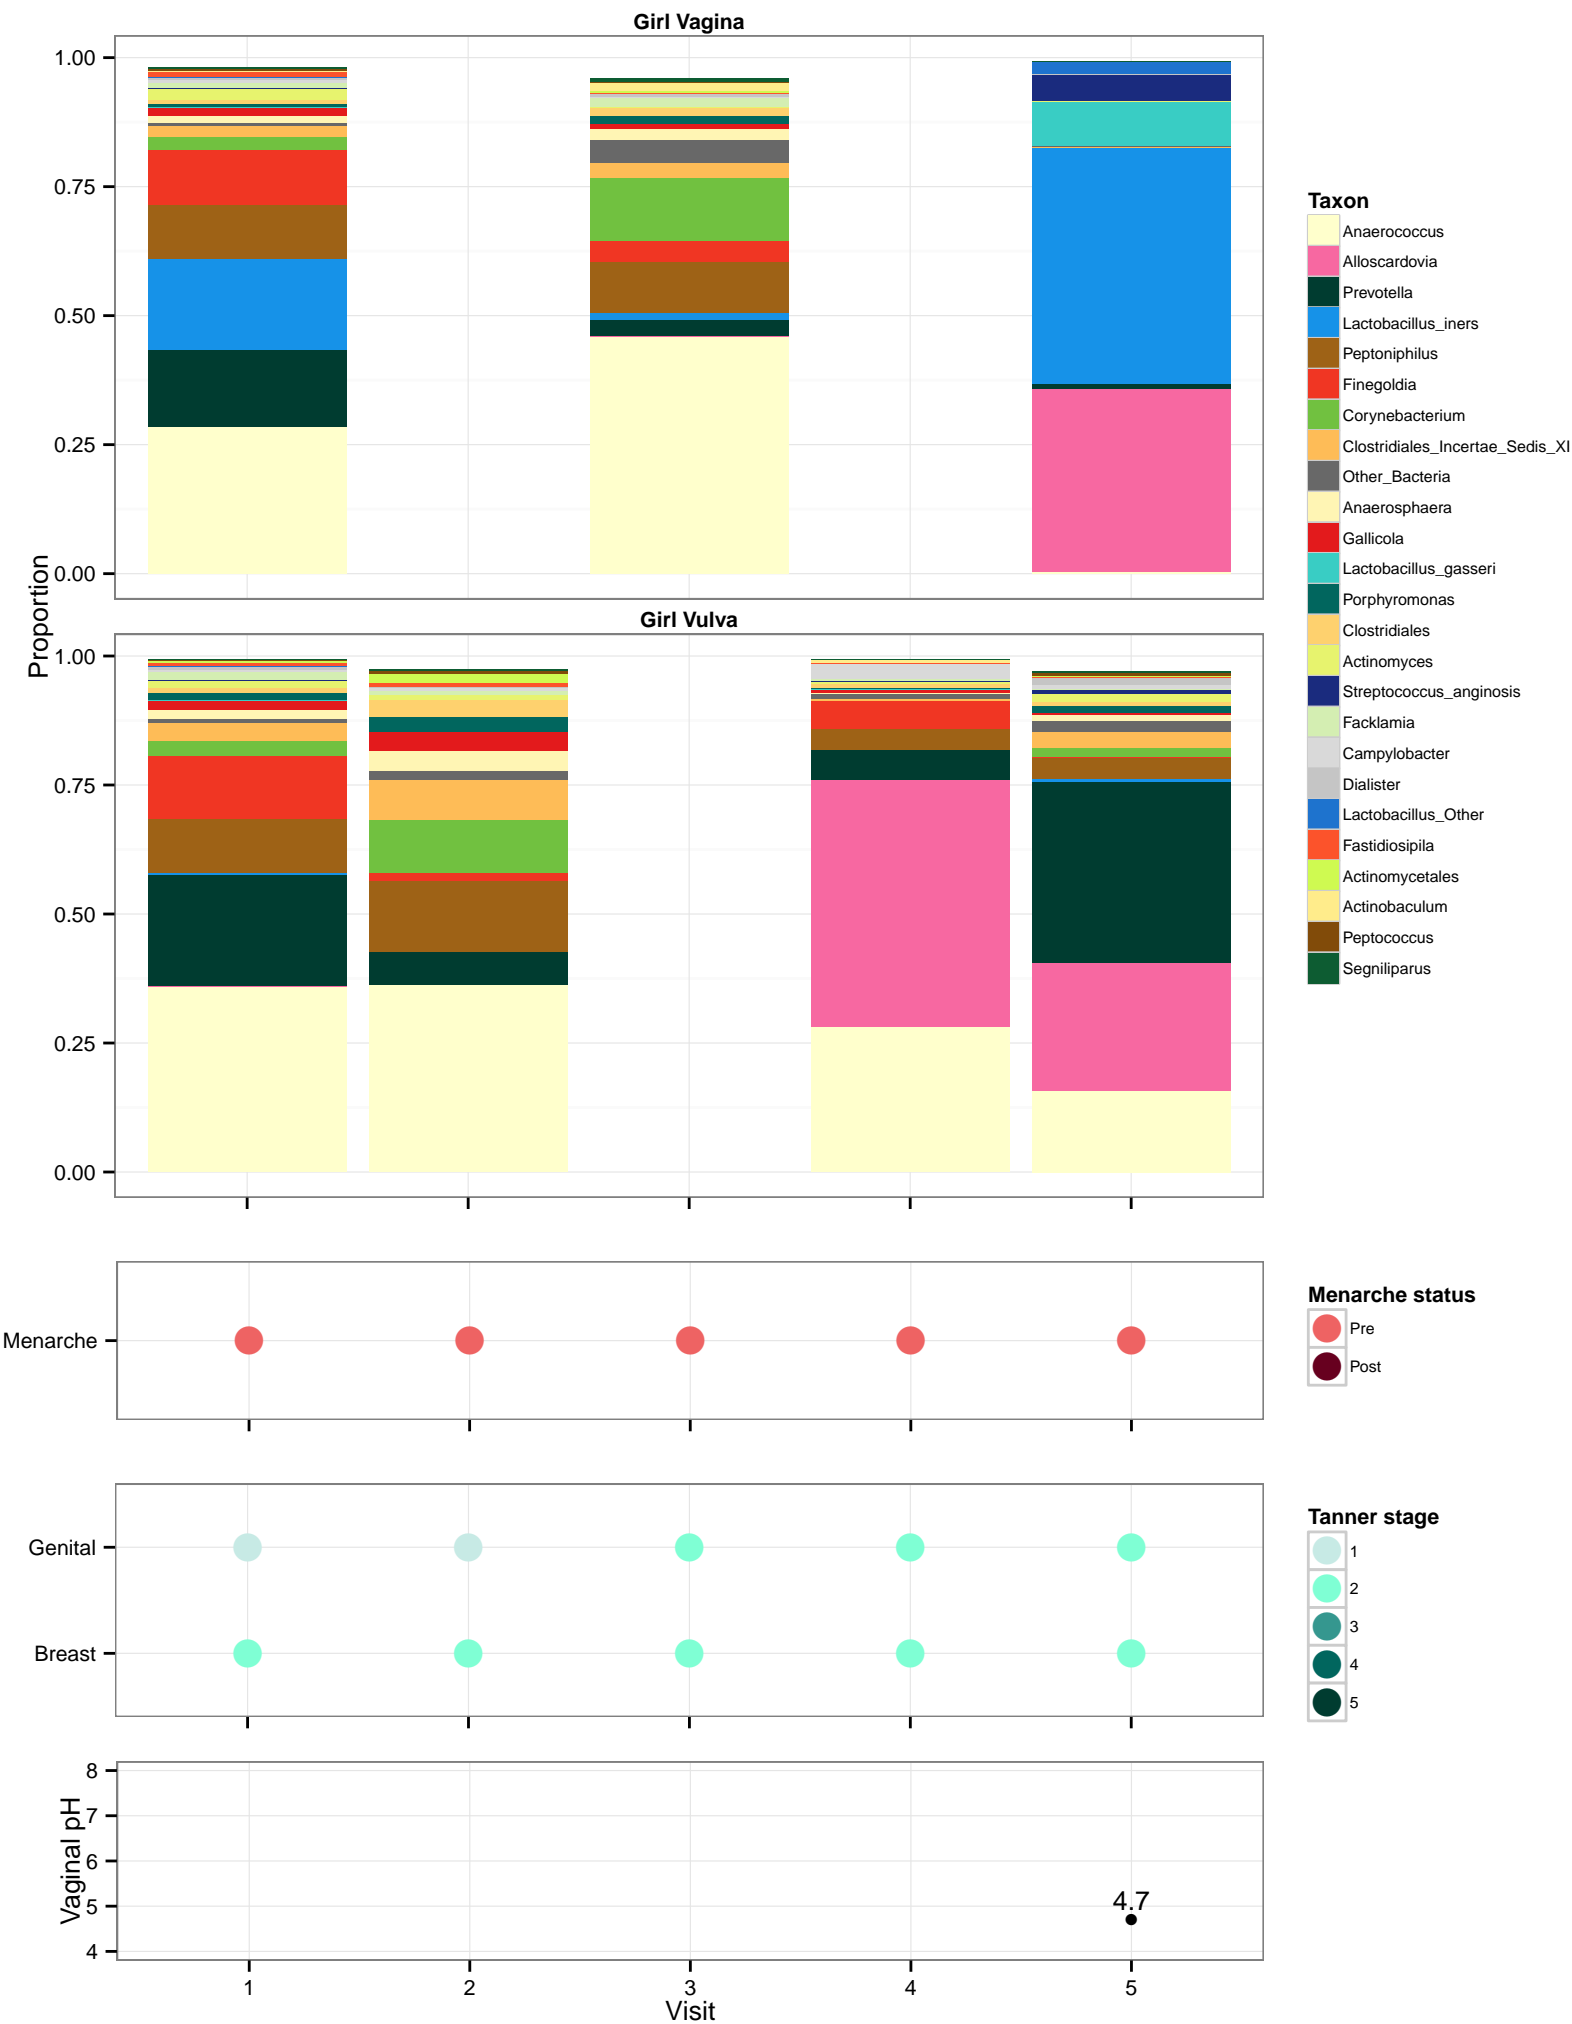 Girl Vagina
1.00
0.75
0.50
0.25
0.00
Proportion
Girl Vulva
1.00
0.75
0.50
0.25
0.00
Taxon
Anaerococcus
Alloscardovia
Prevotella
Lactobacillus_iners
Peptoniphilus
Finegoldia
Corynebacterium
Clostridiales_Incertae_Sedis_XI
Other_Bacteria
Anaerosphaera
Gallicola
Lactobacillus_gasseri
Porphyromonas
Clostridiales
Actinomyces
Streptococcus_anginosis
Facklamia
Campylobacter
Dialister
Lactobacillus_Other
Fastidiosipila
Actinomycetales
Actinobaculum
Peptococcus
Segniliparus
Menarche
Menarche status
Pre
Post
Genital
Breast
Tanner stage
1
2
3
4
5
Vaginal pH
8
7
6
5
4
4.7
1 2 3 4 5
Visit